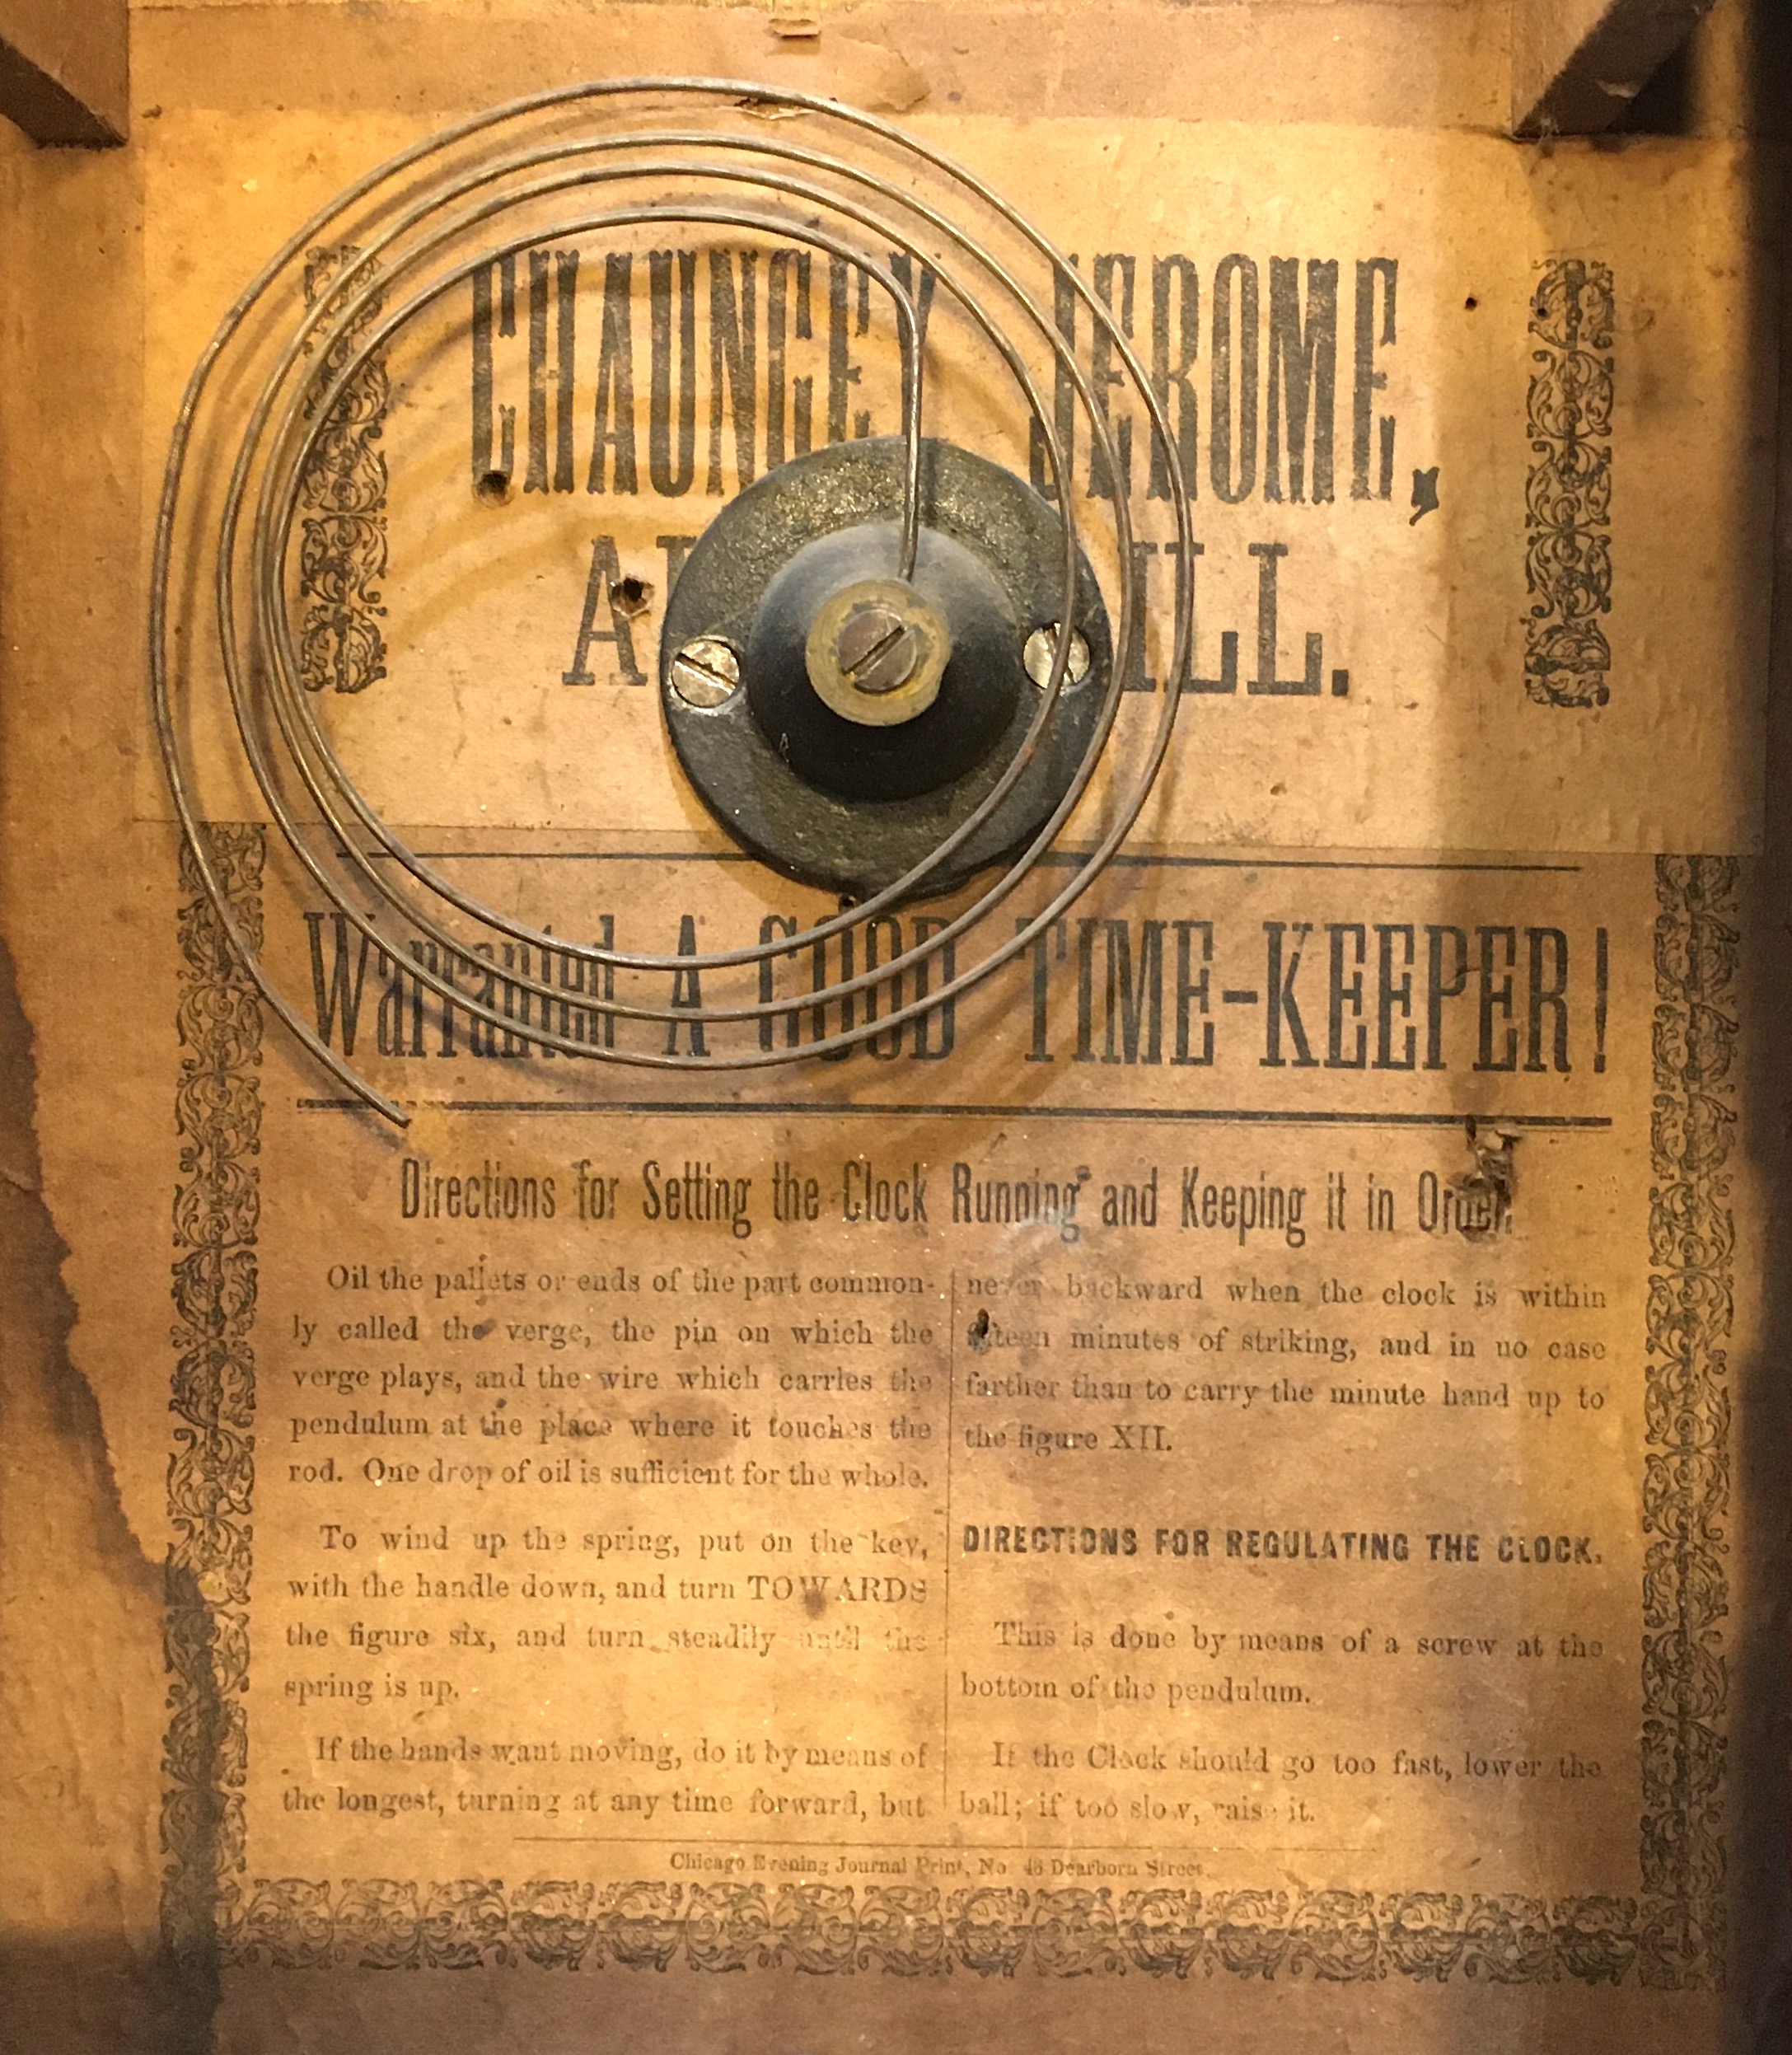 CHAUNCEY JEROME,
A ILL.
Warranted A GOOD TIME-KEEPER!
Directions for Setting the Clock Running and Keeping it in Order.
Oil the pallets or ends of the part common-
ly called the verge, the pin on which the
verge plays, and the wire which carries the
pendulum at the place where it touches the
rod. One drop of oil is sufficient for the whole.
To wind up the spring, put on the key,
with the handle down, and turn TOWARDS
the figure six, and turn steadily until the
spring is up.
If the hands want moving, do it by means of
the longest, turning at any time forward, but
never backward when the clock is within
fifteen minutes of striking, and in no case
farther than to carry the minute hand up to
the figure XII.
DIRECTIONS FOR REGULATING THE CLOCK.
This is done by means of a screw at the
bottom of the pendulum.
If the Clock should go too fast, lower the
ball; if too slow, raise it.
Chicago Evening Journal Print, No. 46 Dearborn Street.